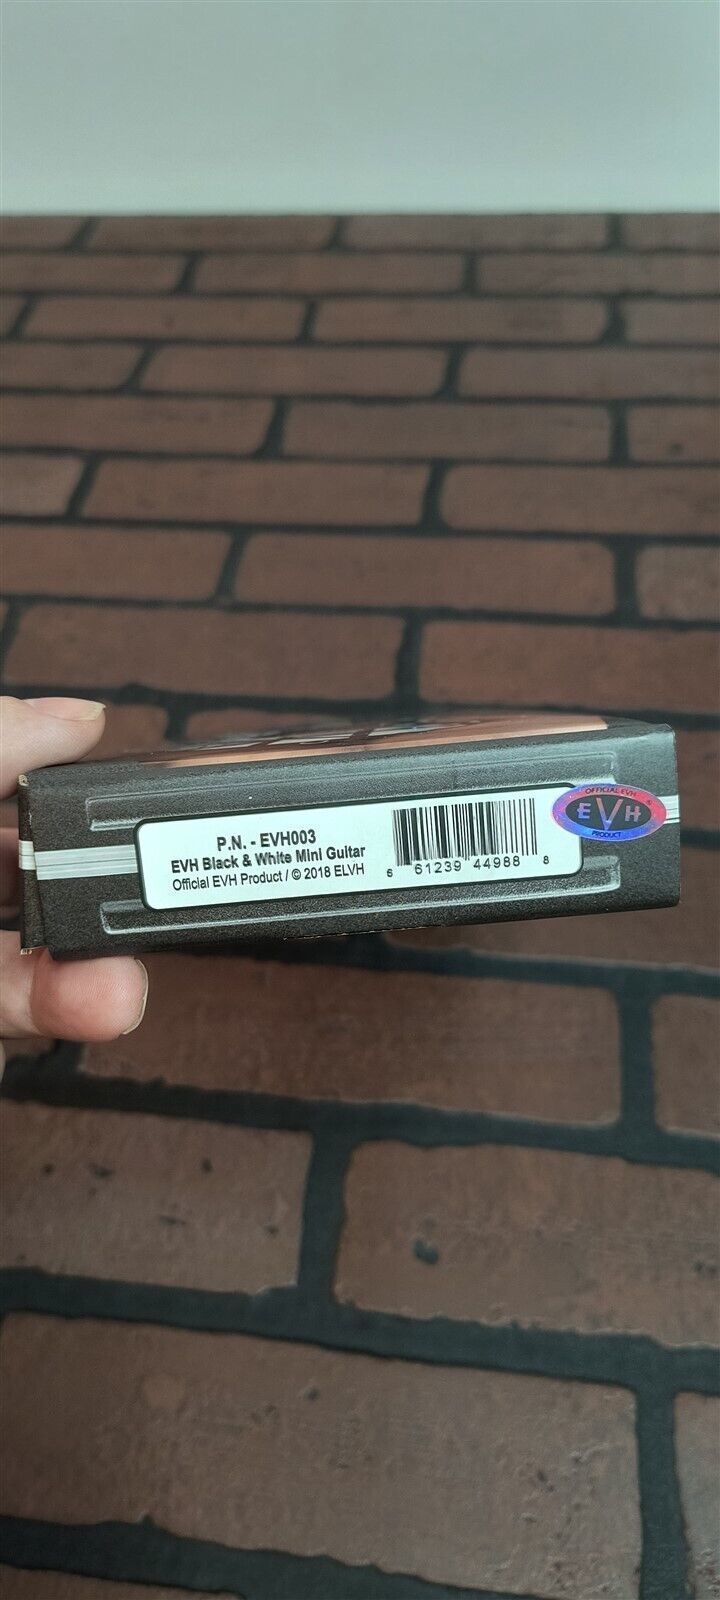 P.N. - EVH003
EVH Black & White Mini Guitar
Official EVH Product / © 2018 ELVH
6 61239 44988 8
OFFICIAL EVH
®
EVH
PRODUCT